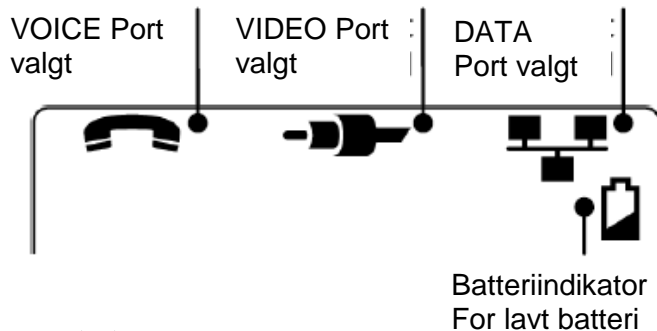 VOICE Port
valgt
VIDEO Port
valgt
DATA
Port valgt
Batteriindikator
For lavt batteri